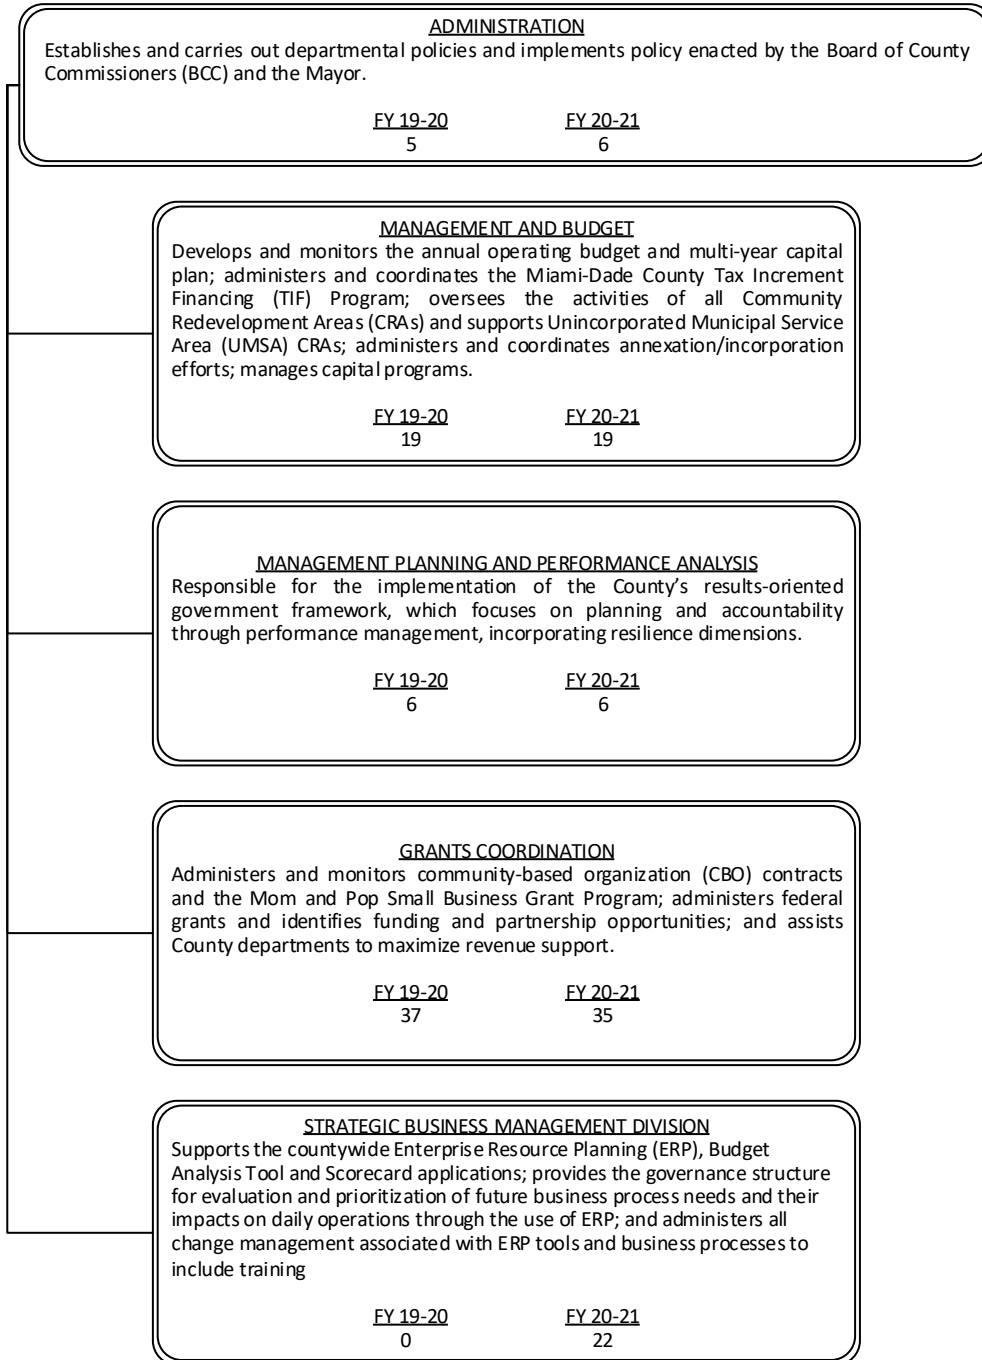 ADMINISTRATION
Establishes and carries out departmental policies and implements policy enacted by the Board of County
Commissioners (BCC) and the Mayor.
FY 19-20 FY 20-21
5 6
MANAGEMENT AND BUDGET
Develops and monitors the annual operating budget and multi-year capital
plan; administers and coordinates the Miami-Dade County Tax Increment
Financing (TIF) Program; oversees the activities of all Community
Redevelopment Areas (CRAs) and supports Unincorporated Municipal Service
Area (UMSA) CRAs; administers and coordinates annexation/incorporation
efforts; manages capital programs.
FY 19-20 FY 20-21
19 19
MANAGEMENT PLANNING AND PERFORMANCE ANALYSIS
Responsible for the implementation of the County’s results-oriented
government framework, which focuses on planning and accountability
through performance management, incorporating resilience dimensions.
FY 19-20 FY 20-21
6 6
GRANTS COORDINATION
Administers and monitors community-based organization (CBO) contracts
and the Mom and Pop Small Business Grant Program; administers federal
grants and identifies funding and partnership opportunities; and assists
County departments to maximize revenue support.
FY 19-20 FY 20-21
37 35
STRATEGIC BUSINESS MANAGEMENT DIVISION
Supports the countywide Enterprise Resource Planning (ERP), Budget
Analysis Tool and Scorecard applications; provides the governance structure
for evaluation and prioritization of future business process needs and their
impacts on daily operations through the use of ERP; and administers all
change management associated with ERP tools and business processes to
include training
FY 19-20 FY 20-21
0 22